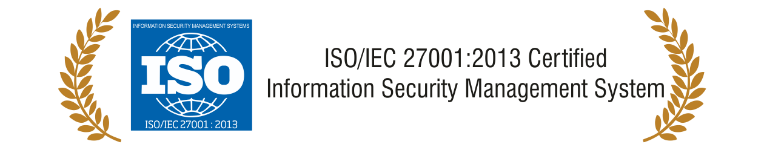 INFORMATION SECURITY MANAGEMENT SYSTEMS
ISO
ISO/IEC 27001 : 2013
ISO/IEC 27001:2013 Certified
Information Security Management System